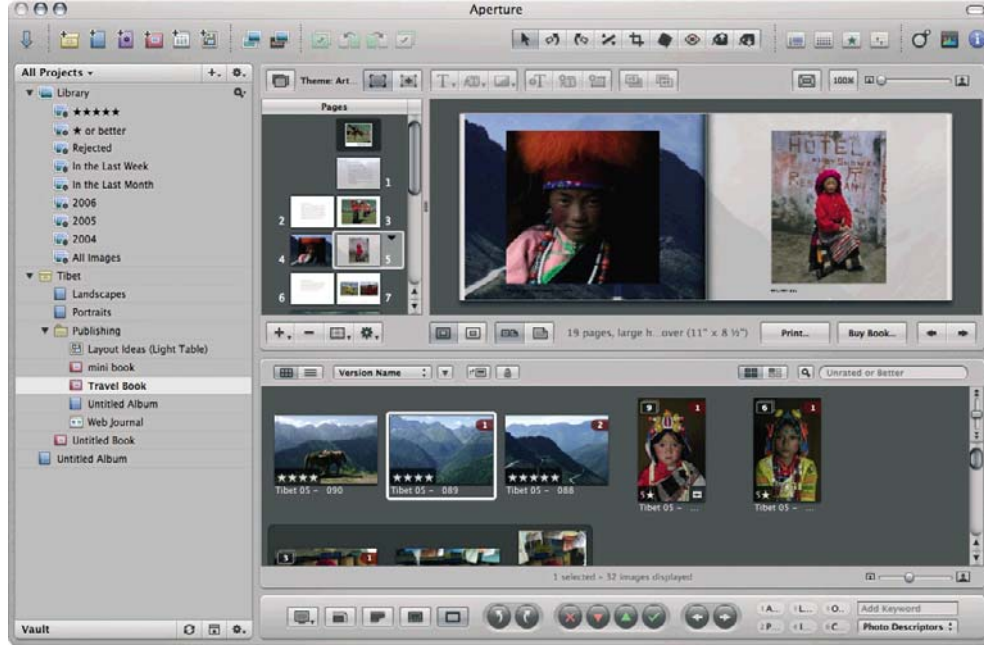 Aperture
All Projects
Library
★★★★★
★ or better
Rejected
In the Last Week
In the Last Month
2006
2005
2004
All Images
Tibet
Landscapes
Portraits
Publishing
Layout Ideas (Light Table)
mini book
Travel Book
Untitled Album
Web Journal
Untitled Book
Untitled Album
Vault
Theme: Art...
100%
Pages
1
2 3
4 5
6 7
HOTEL
19 pages, large h...over (11" x 8 ½")
Print...
Buy Book...
Version Name
Unrated or Better
1 2 9 1 6 1
★★★★ ★★★★ ★★★★★ 5★ 5★
Tibet 05 – 090
Tibet 05 – 089
Tibet 05 – 088
Tibet 05 – ...
Tibet 05 – ...
3 1
1 selected – 32 images displayed
A... L... O... Add Keyword
P... C... Photo Descriptors